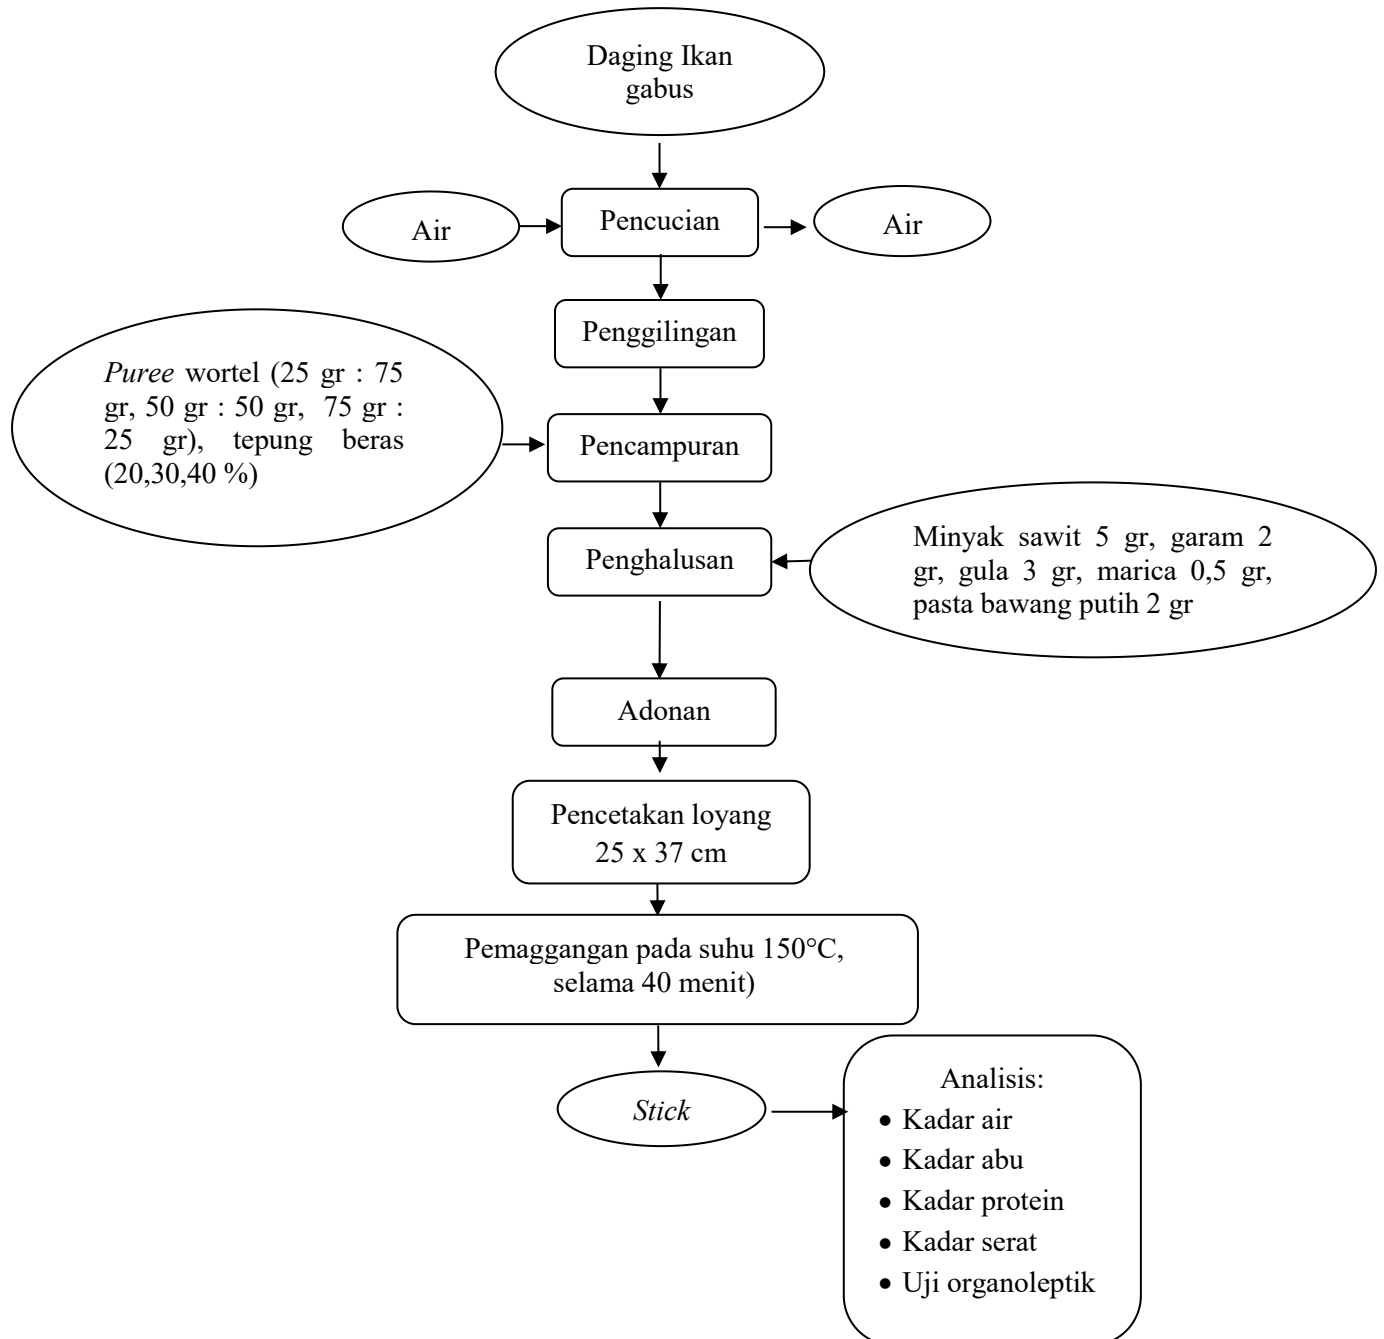 Daging Ikan
gabus
Air
Pencucian
Air
Penggilingan
Puree wortel (25 gr : 75
gr, 50 gr : 50 gr, 75 gr :
25 gr), tepung beras
(20,30,40 %)
Pencampuran
Penghalusan
Minyak sawit 5 gr, garam 2
gr, gula 3 gr, marica 0,5 gr,
pasta bawang putih 2 gr
Adonan
Pencetakan loyang
25 x 37 cm
Pemaggangan pada suhu 150°C,
selama 40 menit)
Stick
Analisis:
• Kadar air
• Kadar abu
• Kadar protein
• Kadar serat
• Uji organoleptik